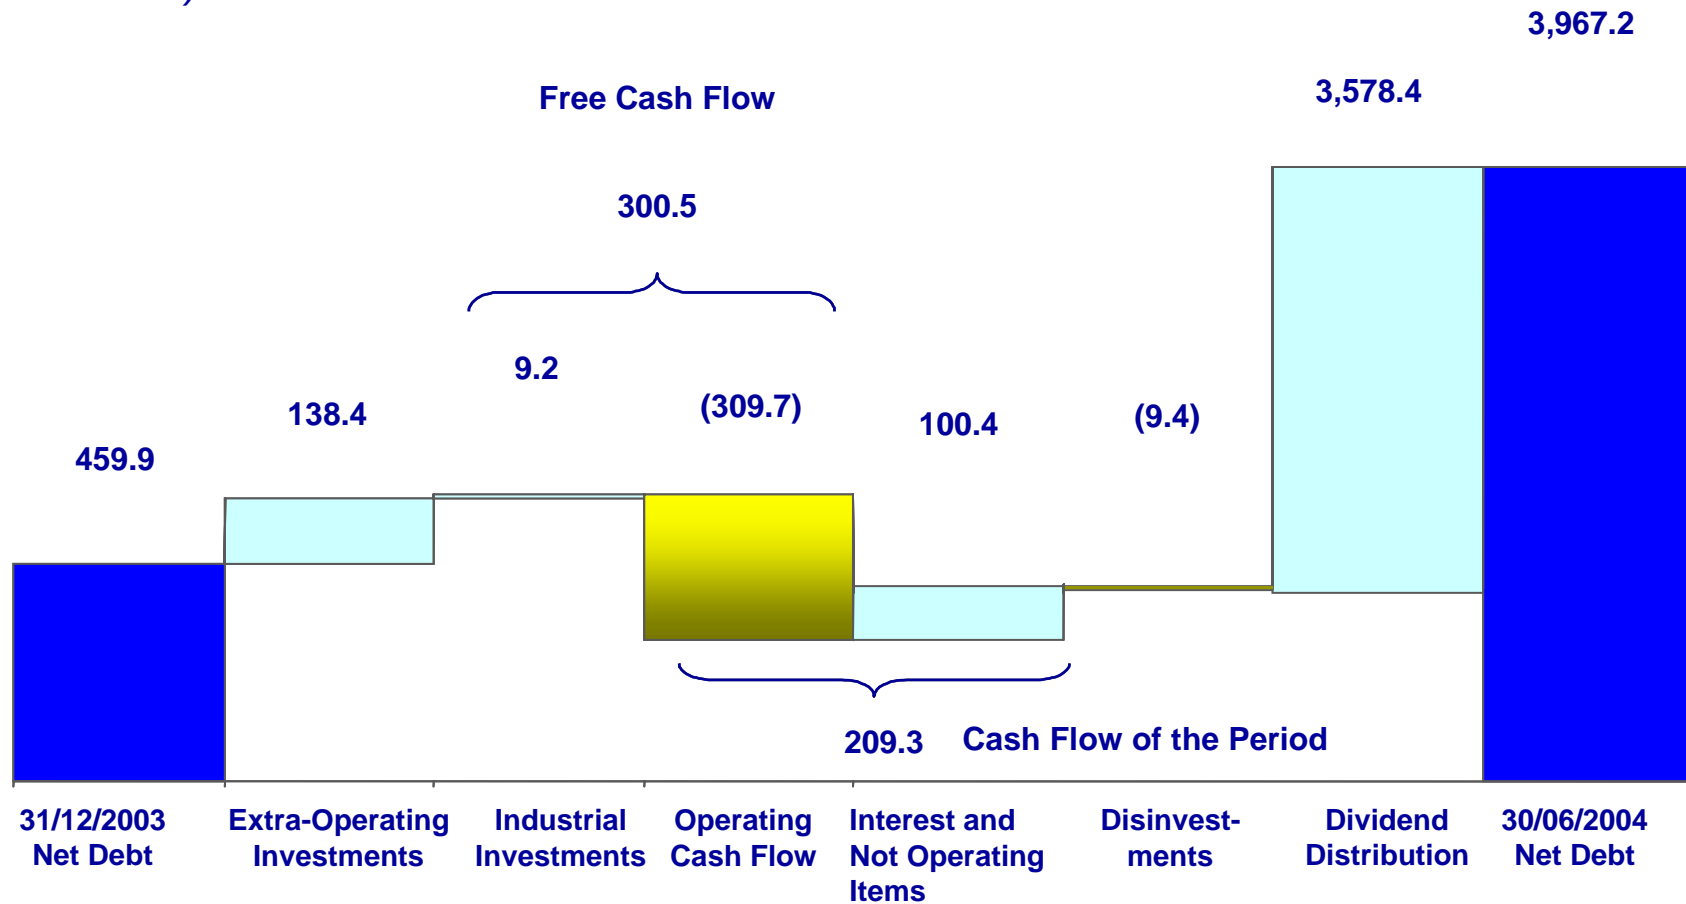 )
3,967.2
3,578.4
Free Cash Flow
300.5
9.2
(309.7)
138.4
100.4
(9.4)
459.9
209.3 Cash Flow of the Period
31/12/2003
Net Debt
Extra-Operating
Investments
Industrial
Investments
Operating
Cash Flow
Interest and
Not Operating
Items
Disinvest-
ments
Dividend
Distribution
30/06/2004
Net Debt